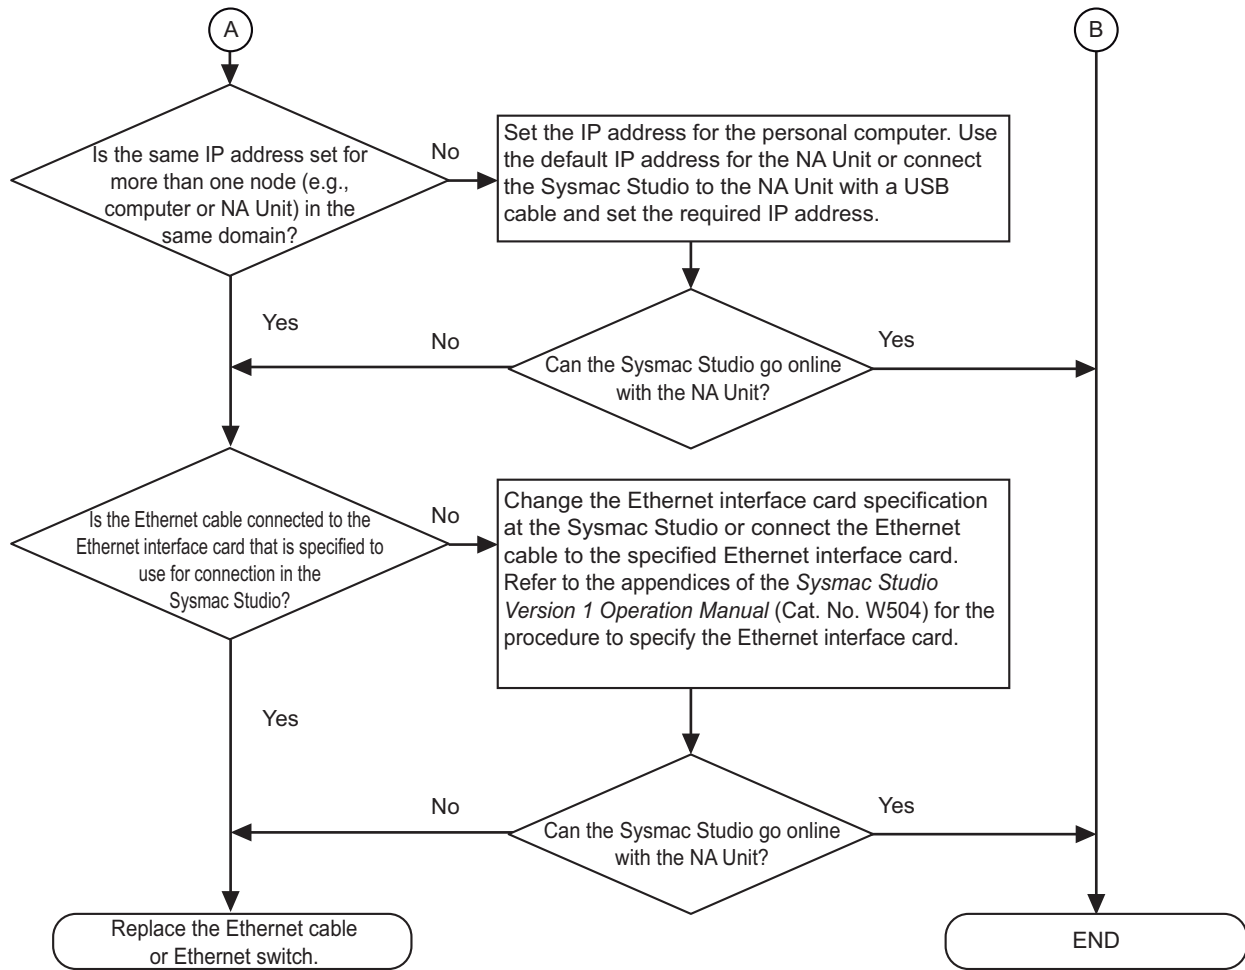 A
B
Is the same IP address set for
more than one node (e.g.,
computer or NA Unit) in the
same domain?
No
Set the IP address for the personal computer. Use
the default IP address for the NA Unit or connect
the Sysmac Studio to the NA Unit with a USB
cable and set the required IP address.
Yes
No
Can the Sysmac Studio go online
with the NA Unit?
Yes
Is the Ethernet cable connected to the
Ethernet interface card that is specified to
use for connection in the
Sysmac Studio?
No
Change the Ethernet interface card specification
at the Sysmac Studio or connect the Ethernet
cable to the specified Ethernet interface card.
Refer to the appendices of the Sysmac Studio
Version 1 Operation Manual (Cat. No. W504) for the
procedure to specify the Ethernet interface card.
Yes
No
Can the Sysmac Studio go online
with the NA Unit?
Yes
Replace the Ethernet cable
or Ethernet switch.
END